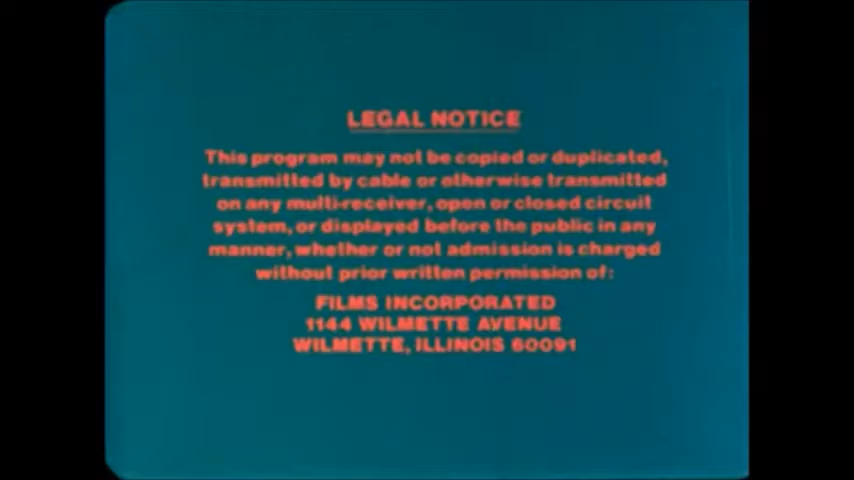 LEGAL NOTICE
This program may not be copied or duplicated,
transmitted by cable or otherwise transmitted
on any multi-receiver, open or closed circuit
system, or displayed before the public in any
manner, whether or not admission is charged
without prior written permission of:
FILMS INCORPORATED
1144 WILMETTE AVENUE
WILMETTE, ILLINOIS 60091